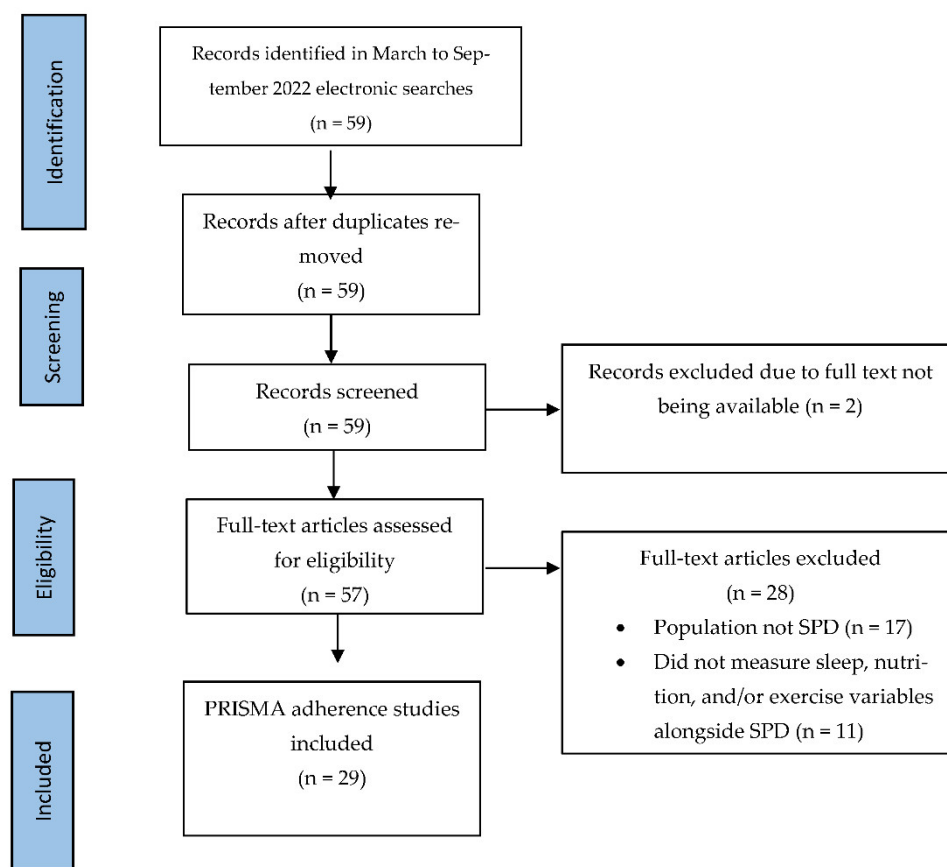 Identification
Records identified in March to Sep-
tember 2022 electronic searches
(n = 59)
Records after duplicates re-
moved
(n = 59)
Screening
Records screened
(n = 59)
Records excluded due to full text not
being available (n = 2)
Eligibility
Full-text articles assessed
for eligibility
(n = 57)
Full-text articles excluded
(n = 28)
• Population not SPD (n = 17)
• Did not measure sleep, nutri-
tion, and/or exercise variables
alongside SPD (n = 11)
Included
PRISMA adherence studies
included
(n = 29)